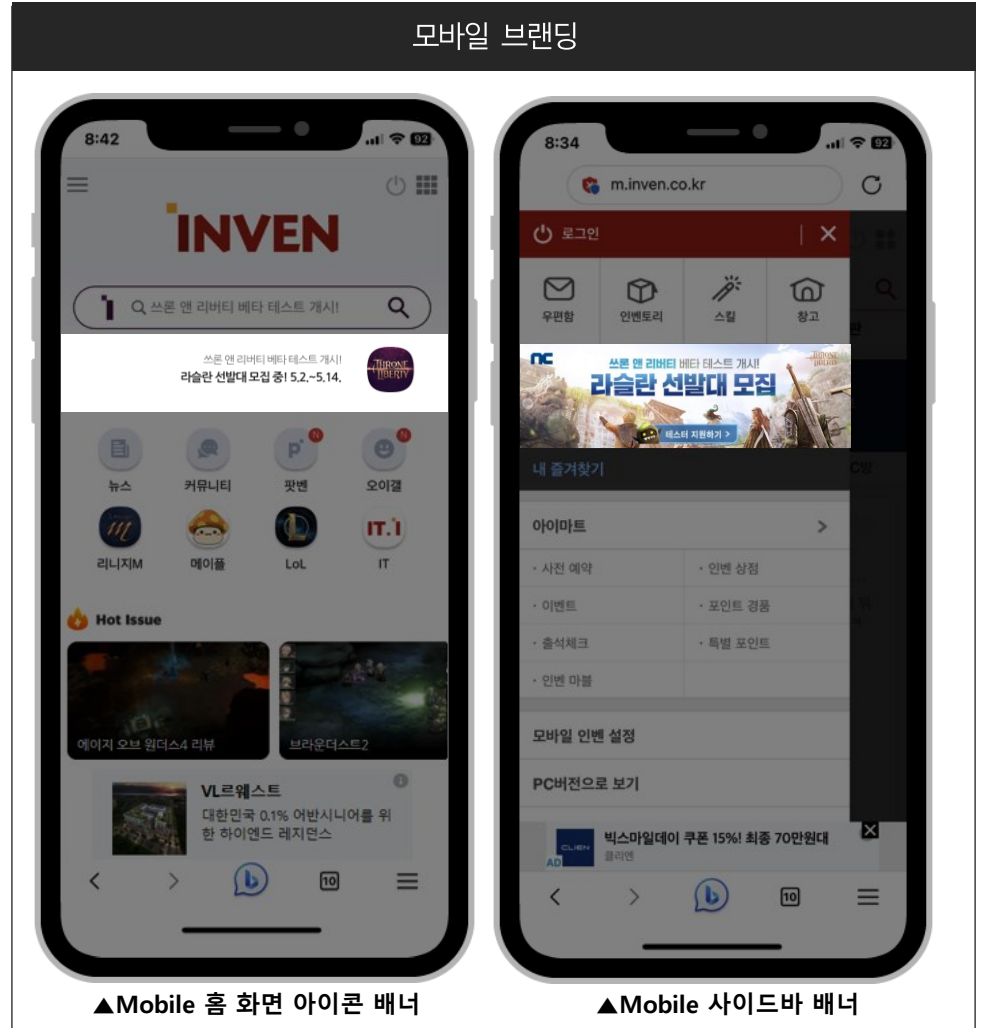 모바일 브랜딩
8:42
92
INVEN
쓰론 앤 리버티 베타 테스트 개시!
쓰론 앤 리버티 베타 테스트 개시!
라슬란 선발대 모집 중! 5.2.~5.14.
THRONE
LIBERTY
N
N
뉴스
커뮤니티
팟벤
오이갤
리니지M
메이플
LoL
IT
Hot Issue
에이지 오브 원더스4 리뷰
브라운더스트2
VL르웨스트
대한민국 0.1% 어반시니어를 위
한 하이엔드 레지던스
10
▲Mobile 홈 화면 아이콘 배너
8:34
92
m.inven.co.kr
로그인
우편함
인벤토리
스킬
창고
NC
쓰론 앤 리버티 베타 테스트 개시!
라슬란 선발대 모집
테스터 지원하기 >
THRONE
LIBERTY
내 즐겨찾기
아이마트
· 사전 예약
· 인벤 상점
· 이벤트
· 포인트 경품
· 출석체크
· 특별 포인트
· 인벤 마블
모바일 인벤 설정
PC버전으로 보기
CLIEN
AD
빅스마일데이 쿠폰 15%! 최종 70만원대
클리앙
10
▲Mobile 사이드바 배너